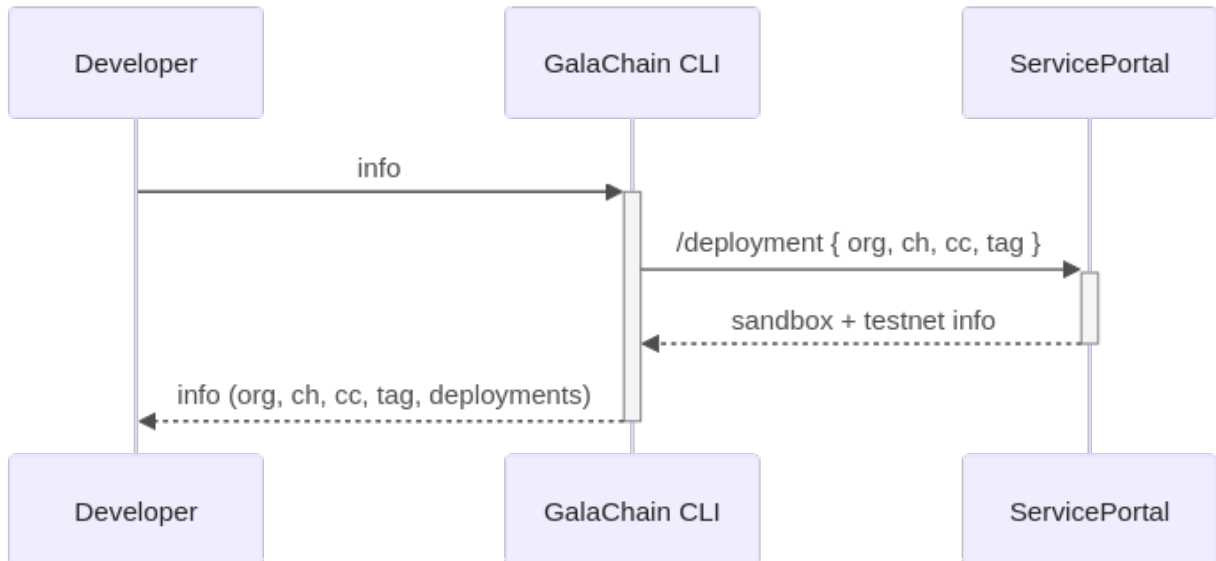 Developer
GalaChain CLI
ServicePortal
info
/deployment { org, ch, cc, tag }
sandbox + testnet info
info (org, ch, cc, tag, deployments)
Developer
GalaChain CLI
ServicePortal